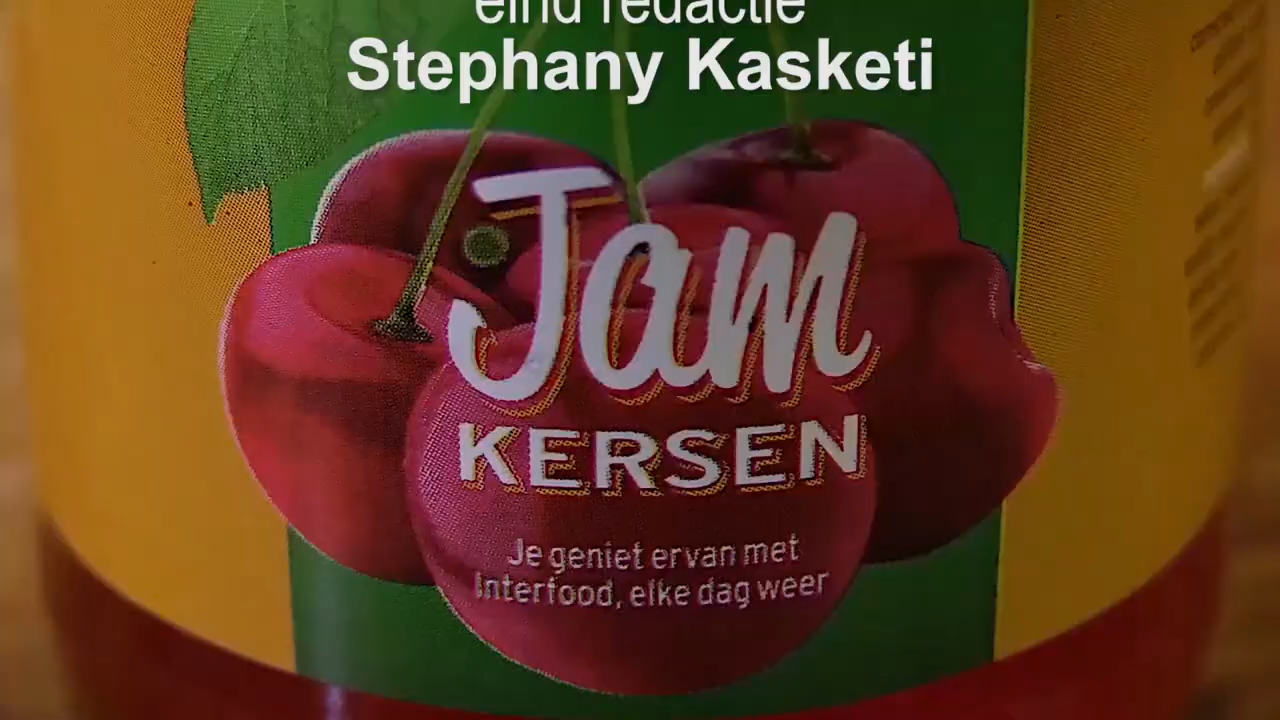 eind redactie
Stephany Kasketi
Jam
KERSEN
Je geniet ervan met
Interfood, elke dag weer